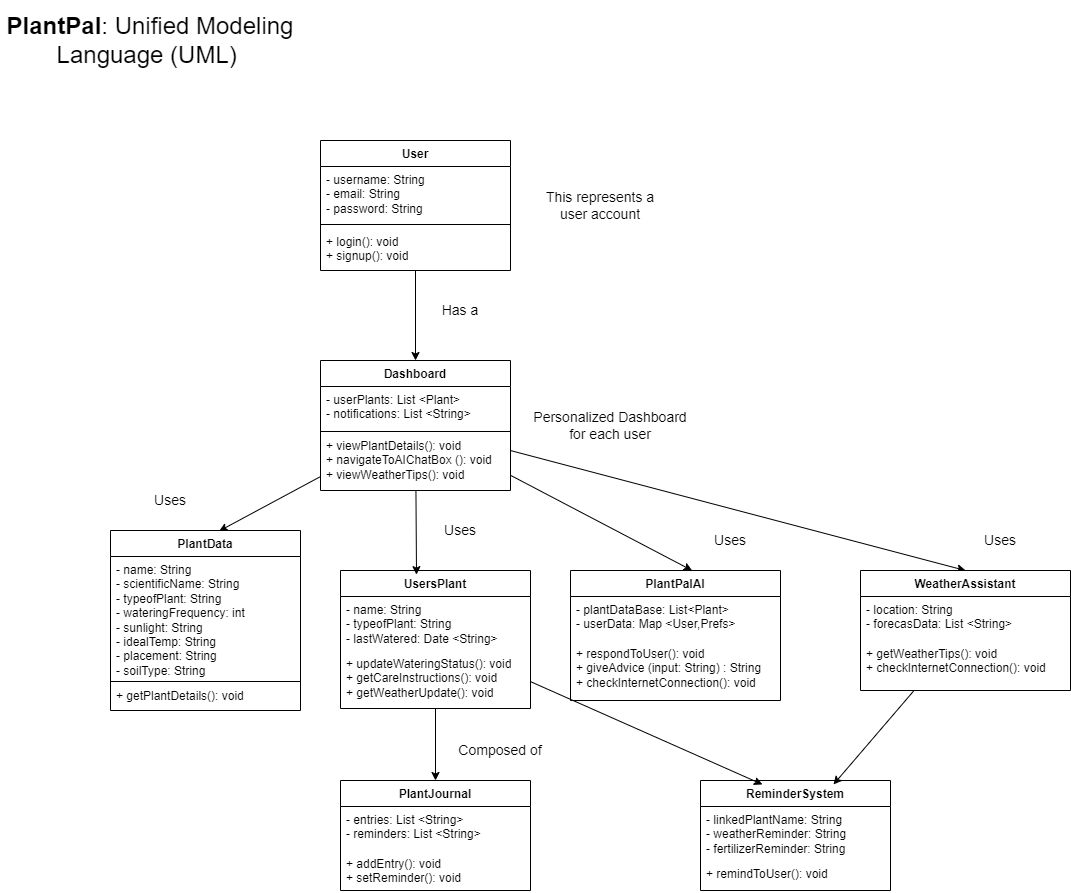 PlantPal: Unified Modeling
Language (UML)
User
- username: String
- email: String
- password: String
+ login(): void
+ signup(): void
This represents a
user account
Has a
Dashboard
- userPlants: List <Plant>
- notifications: List <String>
+ viewPlantDetails(): void
+ navigateToAIChatBox (): void
+ viewWeatherTips(): void
Personalized Dashboard
for each user
Uses
Uses
Uses
Uses
PlantData
- name: String
- scientificName: String
- typeofPlant: String
- wateringFrequency: int
- sunlight: String
- idealTemp: String
- placement: String
- soilType: String
+ getPlantDetails(): void
UsersPlant
- name: String
- typeofPlant: String
- lastWatered: Date <String>
+ updateWateringStatus(): void
+ getCareInstructions(): void
+ getWeatherUpdate(): void
PlantPalAI
- plantDataBase: List<Plant>
- userData: Map <User,Prefs>
+ respondToUser(): void
+ giveAdvice (input: String) : String
+ checkInternetConnection(): void
WeatherAssistant
- location: String
- forecasData: List <String>
+ getWeatherTips(): void
+ checkInternetConnection(): void
Composed of
PlantJournal
- entries: List <String>
- reminders: List <String>
+ addEntry(): void
+ setReminder(): void
ReminderSystem
- linkedPlantName: String
- weatherReminder: String
- fertilizerReminder: String
+ remindToUser(): void